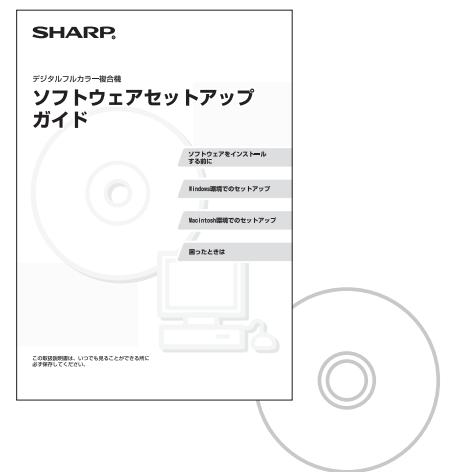 SHARP
デジタルフルカラー複合機
ソフトウェアセットアップ
ガイド
ソフトウェアをインストール
する前に
Windows環境でのセットアップ
Macintosh環境でのセットアップ
困ったときは
この取扱説明書は、いつでも見ることができる所に
必ず保存してください。